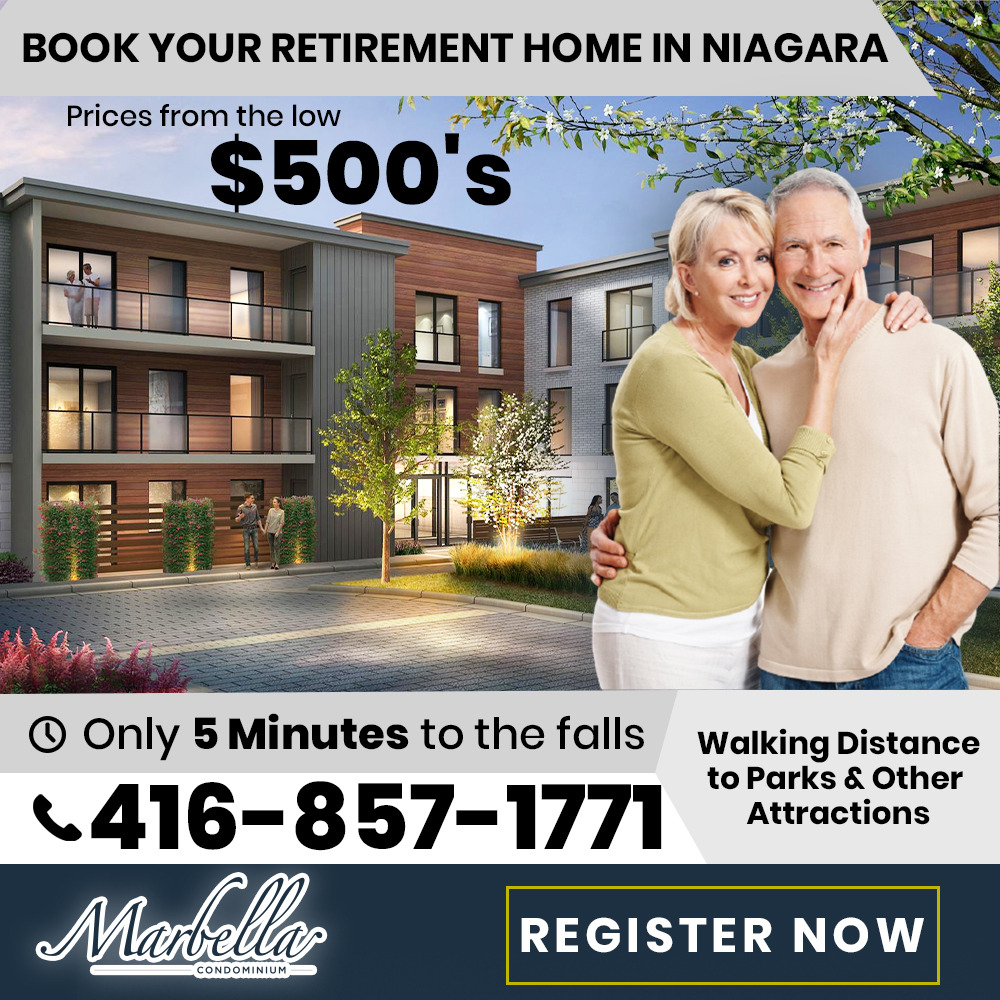 BOOK YOUR RETIREMENT HOME IN NIAGARA
Prices from the low
$500's
Only 5 Minutes to the falls
416-857-1771
Walking Distance
to Parks & Other
Attractions
Marbella
CONDOMINIUM
REGISTER NOW